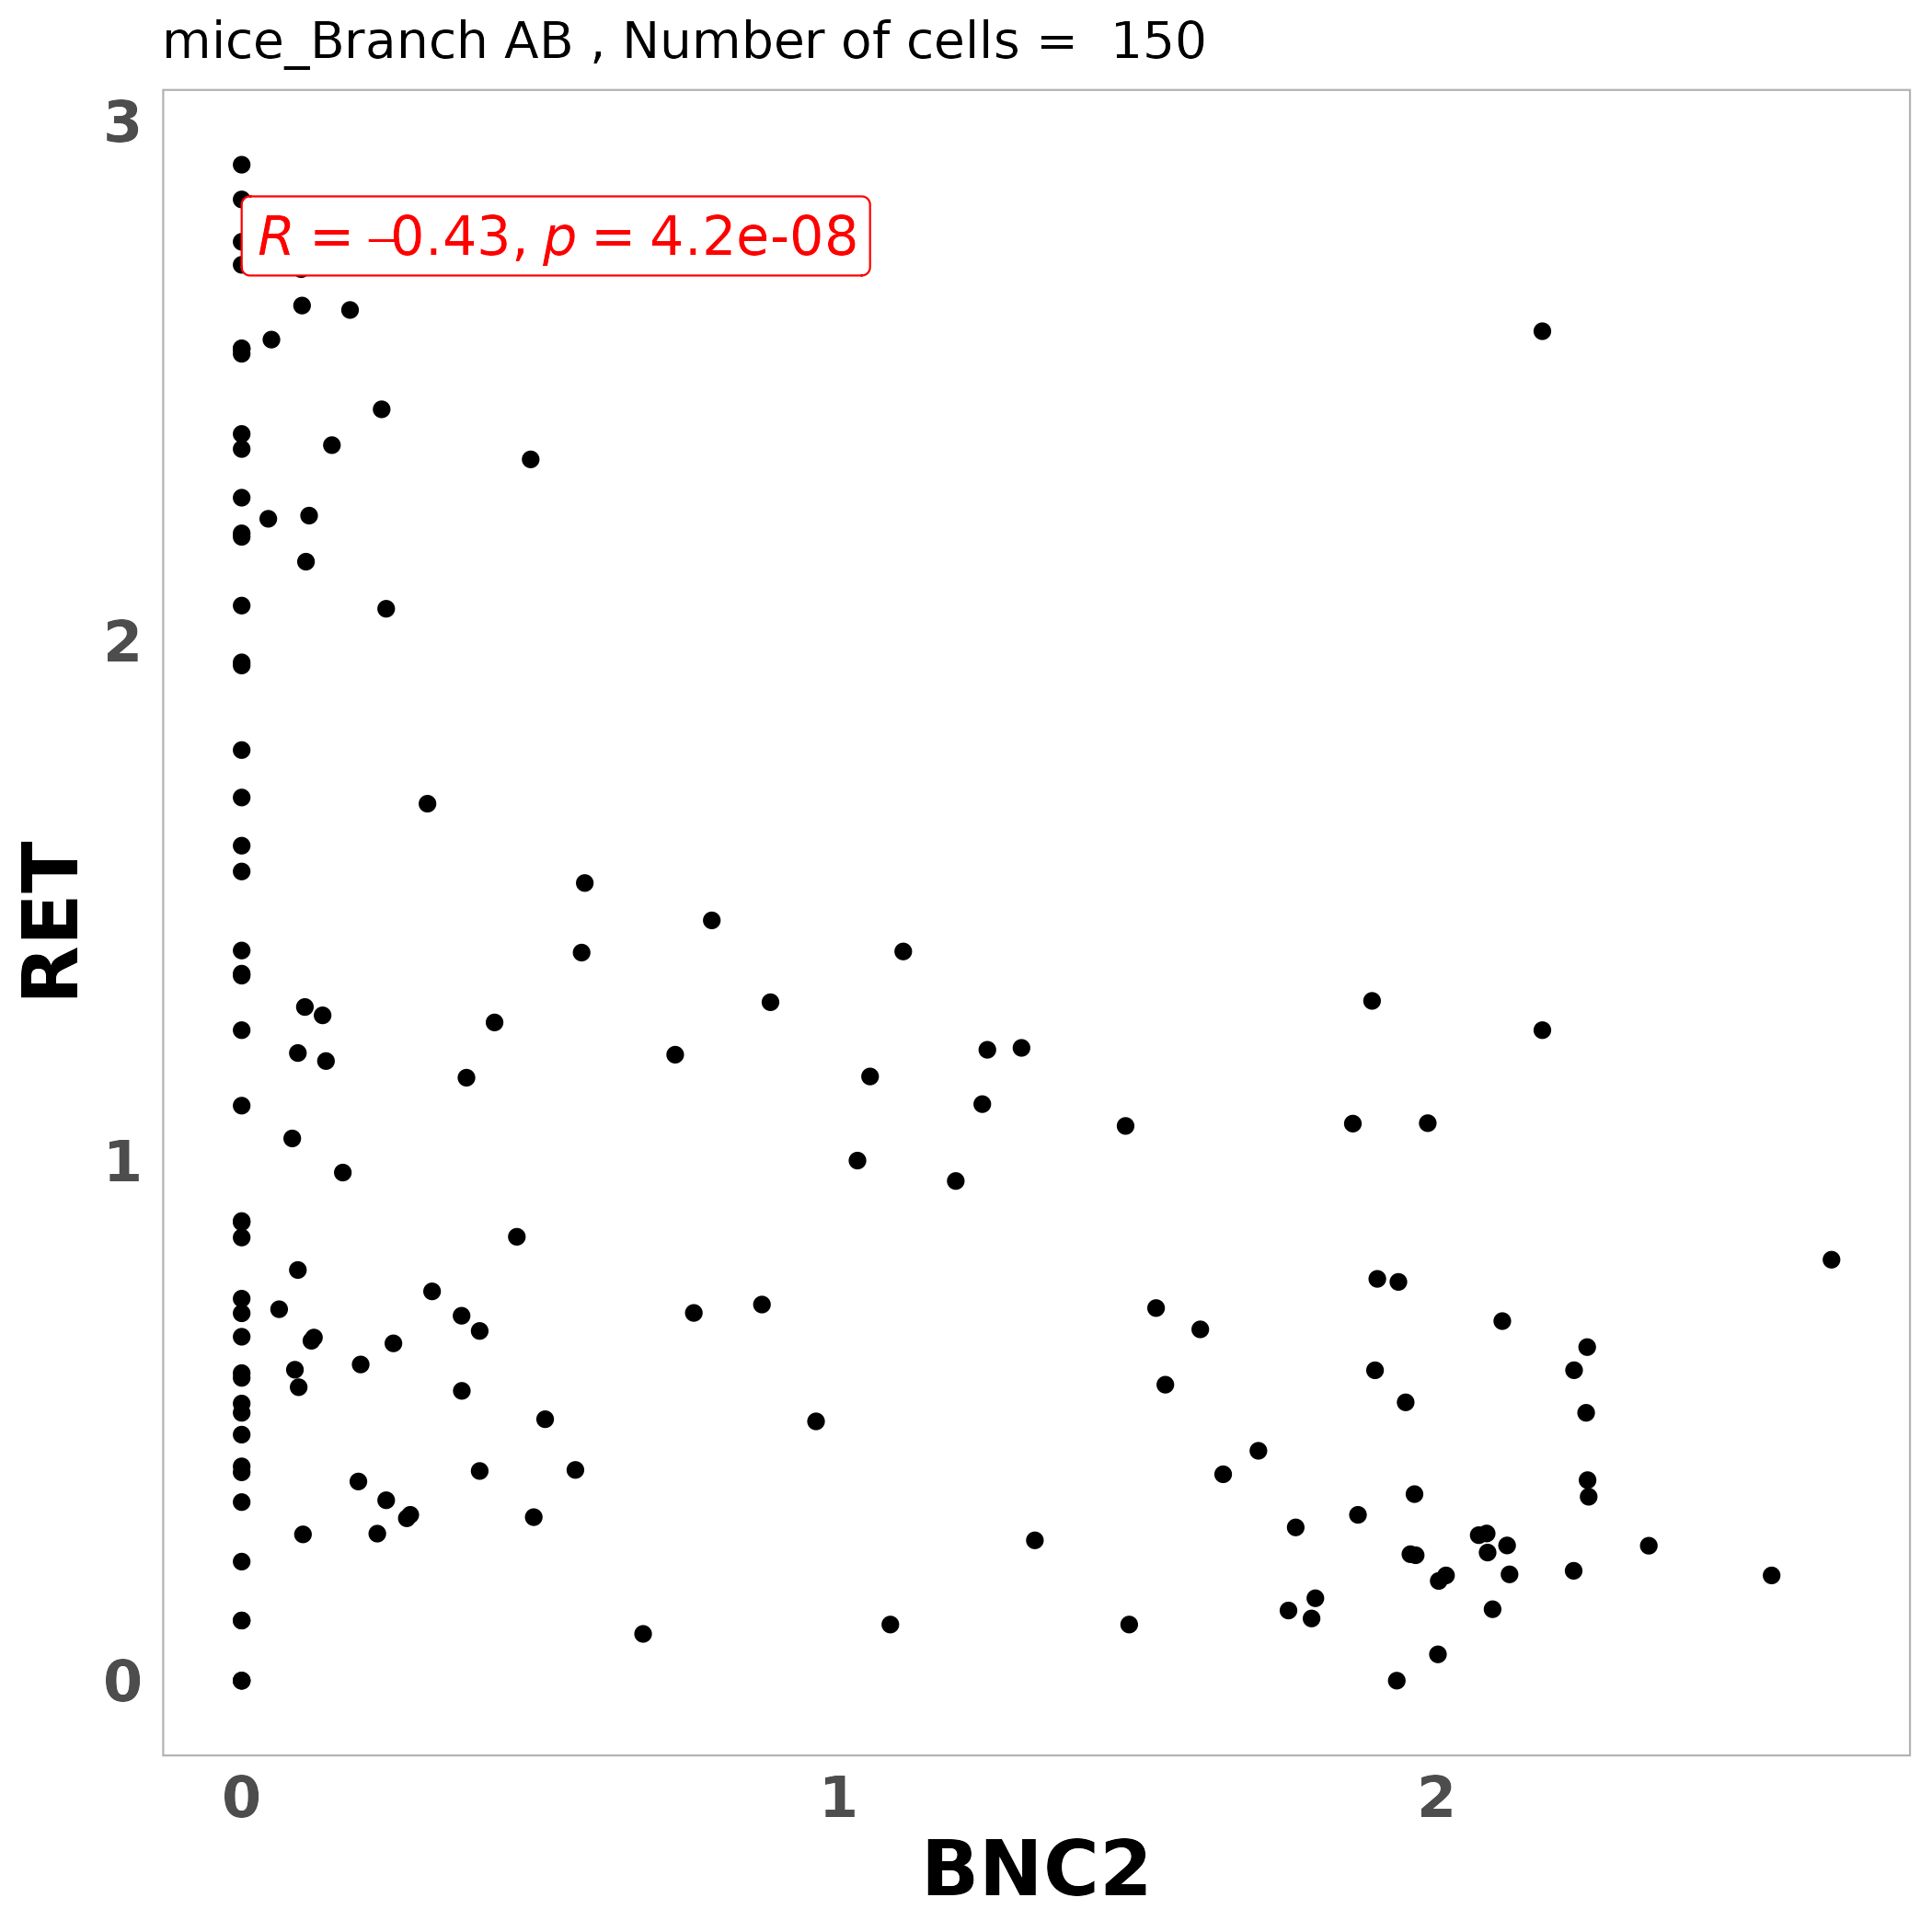 mice_Branch AB , Number of cells =  150
3
R = –0.43, p = 4.2e-08
2
RET
1
0
0 1 2
BNC2